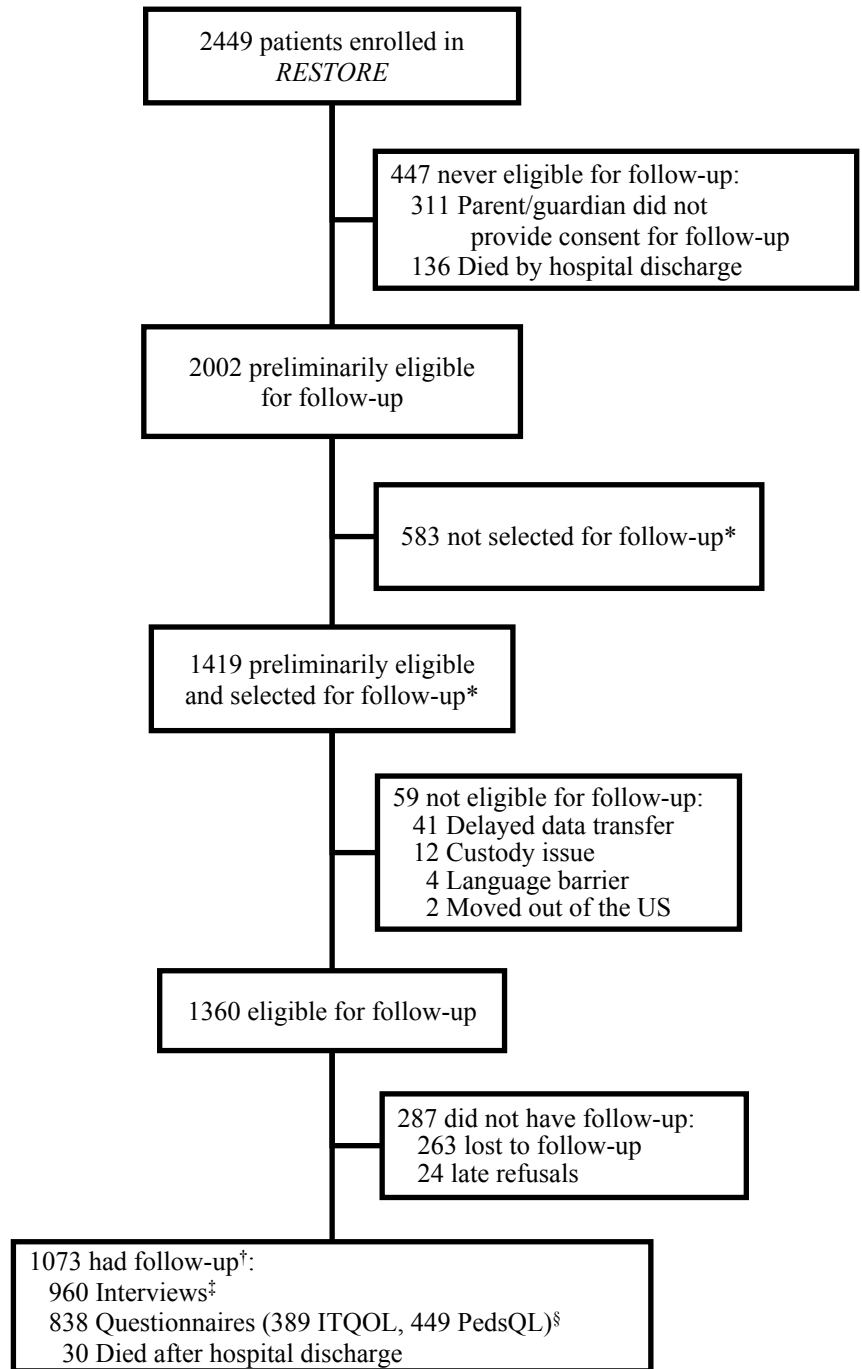 2449 patients enrolled in
RESTORE
447 never eligible for follow-up:
311 Parent/guardian did not
provide consent for follow-up
136 Died by hospital discharge
2002 preliminarily eligible
for follow-up
583 not selected for follow-up*
1419 preliminarily eligible
and selected for follow-up*
59 not eligible for follow-up:
41 Delayed data transfer
12 Custody issue
4 Language barrier
2 Moved out of the US
1360 eligible for follow-up
287 did not have follow-up:
263 lost to follow-up
24 late refusals
1073 had follow-up†:
960 Interviews‡
838 Questionnaires (389 ITQOL, 449 PedsQL)§
30 Died after hospital discharge